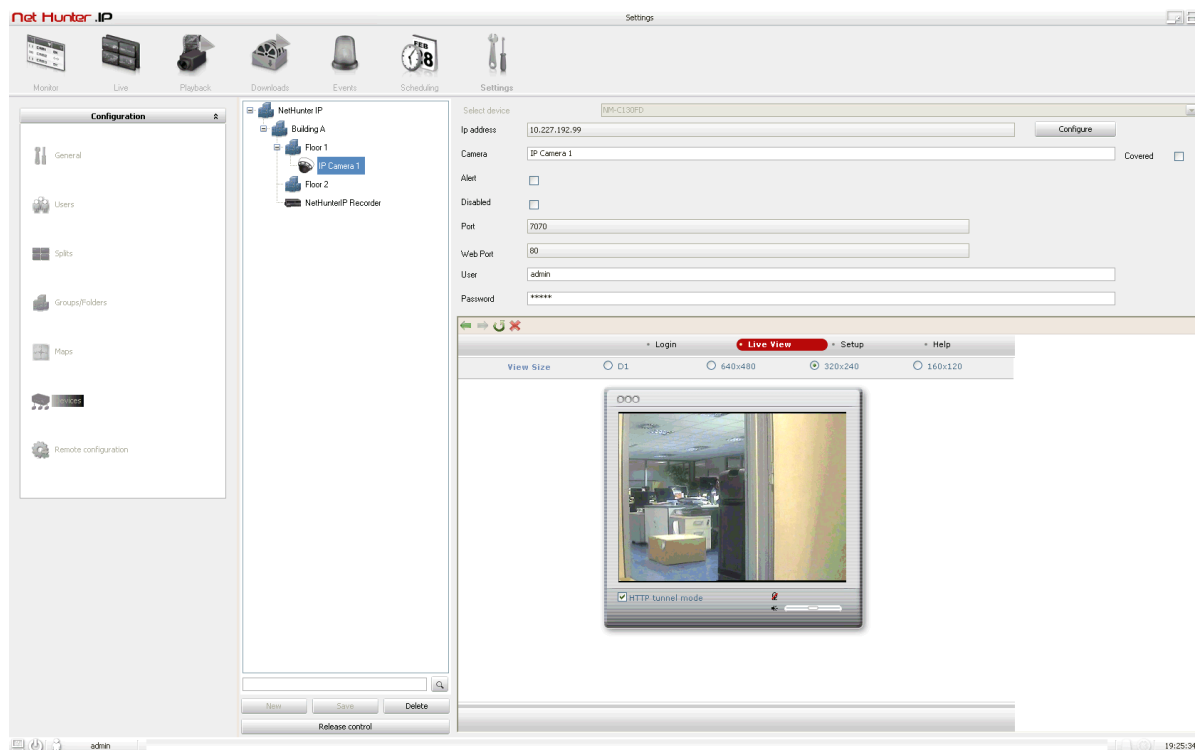 Net Hunter .IP
Settings
Monitor
Live
Playback
Downloads
Events
FEB
Scheduling
Settings
Configuration
General
Users
Splits
Groups/Folders
Maps
Devices
Remote configuration
NetHunter IP
Building A
Floor 1
IP Camera 1
Floor 2
NetHunterIP Recorder
New
Save
Delete
Release control
Select device
NM-C130FD
Ip address
10.227.192.99
Configure
Camera
IP Camera 1
Covered
Alert
Disabled
Port
7070
Web Port
80
User
admin
Password
*****
Login
Live View
Setup
Help
View Size
D1
640x480
320x240
160x120
HTTP tunnel mode
admin
19:25:34